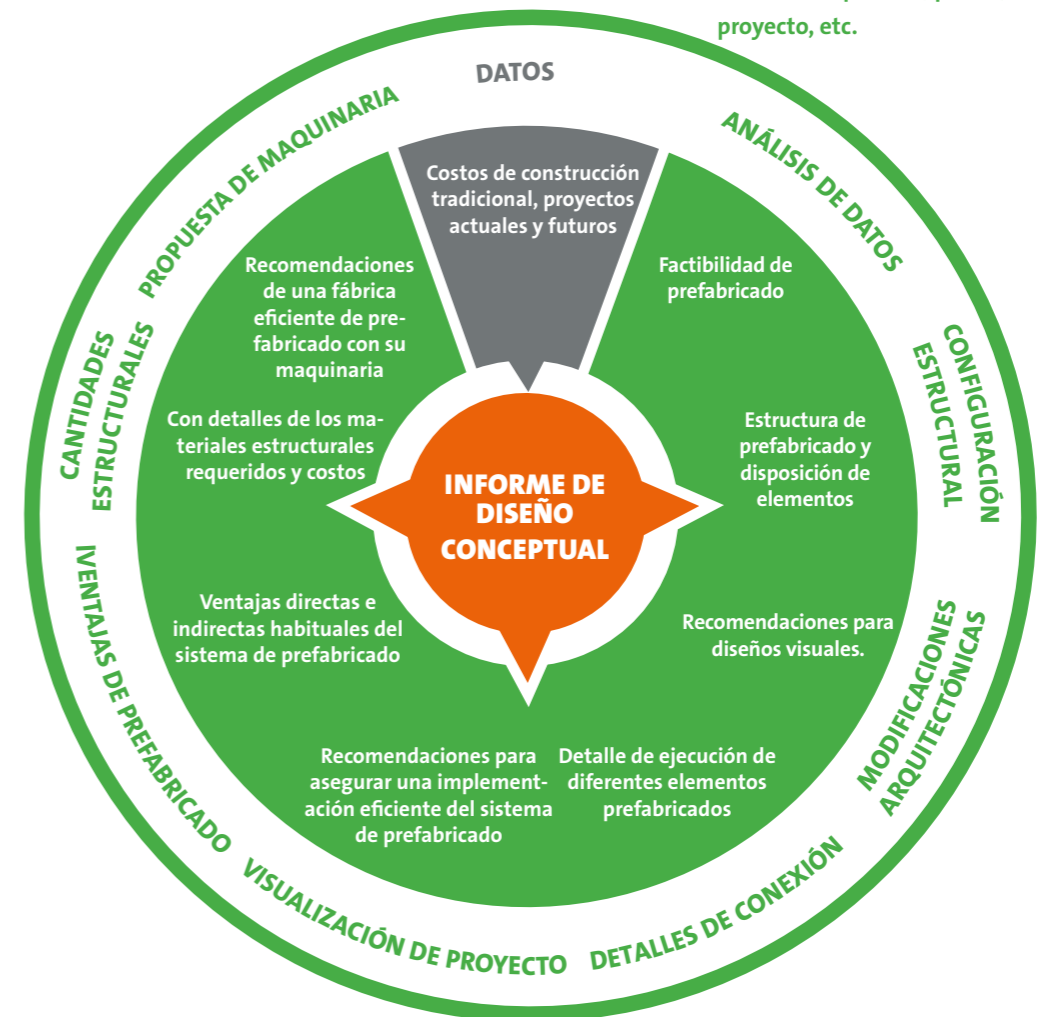 proyecto, etc.
DATOS
Costos de construcción
tradicional, proyectos
actuales y futuros
ANÁLISIS DE DATOS
Factibilidad de
prefabricado
CONFIGURACIÓN
ESTRUCTURAL
Estructura de
prefabricado y
disposición de
elementos
MODIFICACIONES
ARQUITECTÓNICAS
Recomendaciones para
diseños visuales.
DETALLES DE CONEXIÓN
Detalle de ejecución de
diferentes elementos
prefabricados
VISUALIZACIÓN DE PROYECTO
Recomendaciones para
asegurar una implement-
ación eficiente del sistema
de prefabricado
IVENTAJAS DE PREFABRICADO
Ventajas directas e
indirectas habituales del
sistema de prefabricado
CANTIDADES
ESTRUCTURALES
Con detalles de los ma-
teriales estructurales
requeridos y costos
PROPUESTA DE MAQUINARIA
Recomendaciones
de una fábrica
eficiente de pre-
fabricado con su
maquinaria
INFORME DE
DISEÑO
CONCEPTUAL